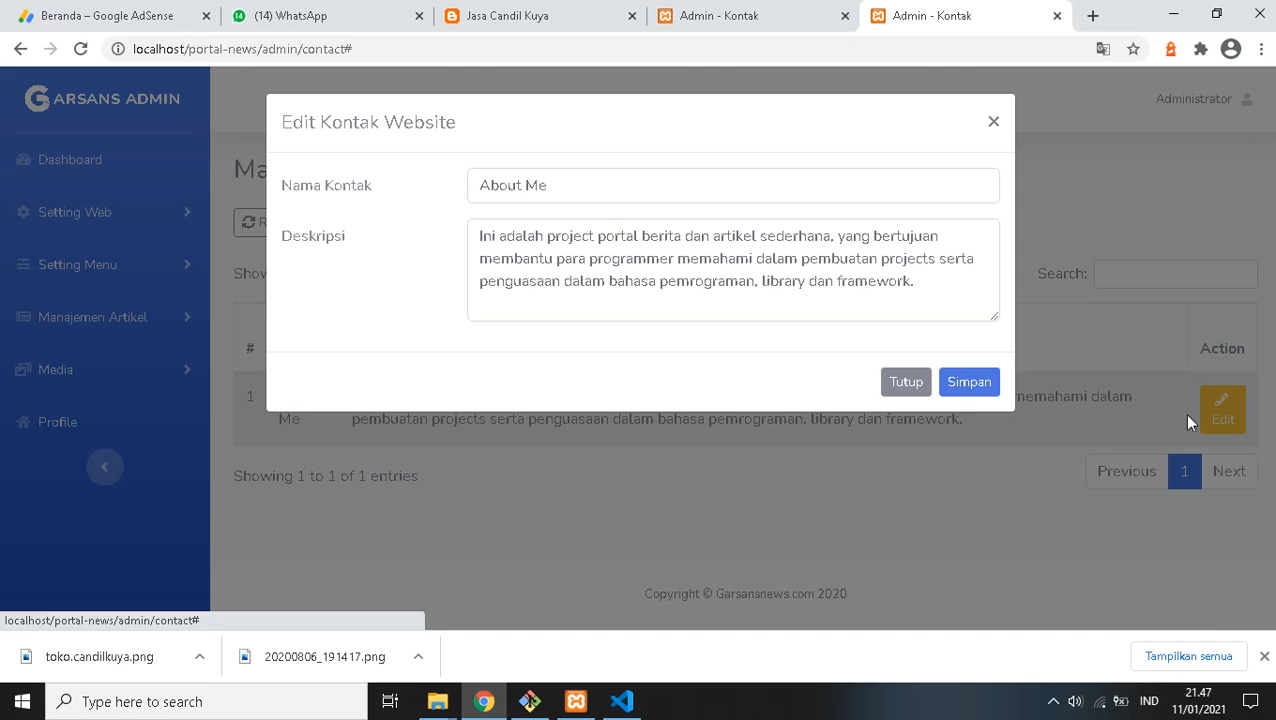 Beranda – Google AdSense
(14) WhatsApp
Jasa Candil Kuya
Admin - Kontak
Admin - Kontak
localhost/portal-news/admin/contact#
GARSANS ADMIN
Administrator
Edit Kontak Website
Dashboard
Ma
Nama Kontak
About Me
Setting Web
R
Deskripsi
Ini adalah project portal berita dan artikel sederhana, yang bertujuan
membantu para programmer memahami dalam pembuatan projects serta
penguasaan dalam bahasa pemrograman, library dan framework.
Setting Menu
Show
Search:
Manajemen Artikel
#
Action
Media
Tutup
Simpan
1
memahami dalam
Me
pembuatan projects serta penguasaan dalam bahasa pemrograman, library dan framework.
Edit
Profile
Showing 1 to 1 of 1 entries
Previous
1
Next
Copyright © Garsansnews.com 2020
localhost/portal-news/admin/contact#
toko.candilkuya.png
20200806_191417.png
Tampilkan semua
Type here to search
IND
21.47
11/01/2021